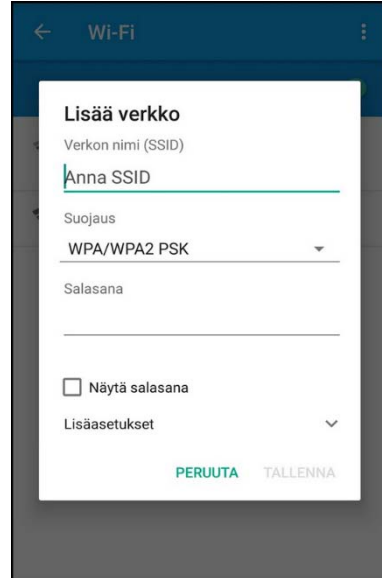 Wi-Fi
Lisää verkko
Verkon nimi (SSID)
Anna SSID
Suojaus
WPA/WPA2 PSK
Salasana
Näytä salasana
Lisäasetukset
PERUUTA TALLENNA